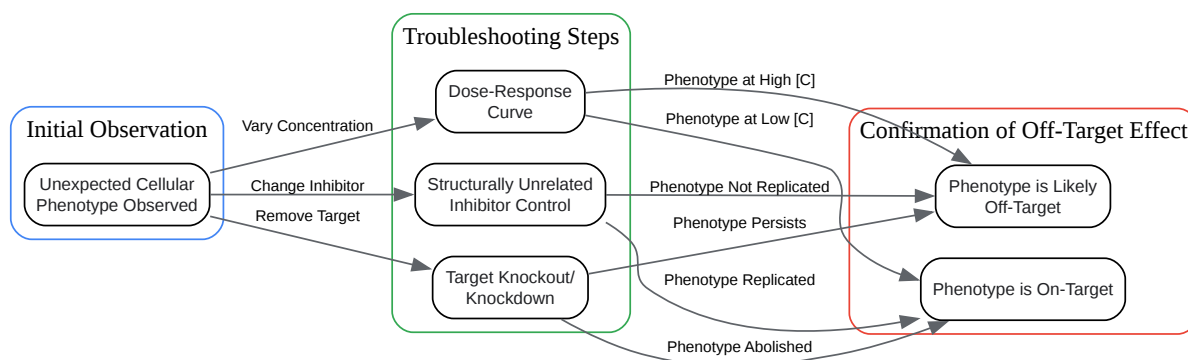 Initial Observation
Unexpected Cellular
Phenotype Observed
Vary Concentration
Change Inhibitor
Remove Target
Troubleshooting Steps
Dose-Response
Curve
Structurally Unrelated
Inhibitor Control
Target Knockout/
Knockdown
Phenotype at High [C]
Phenotype at Low [C]
Phenotype Not Replicated
Phenotype Persists
Phenotype Replicated
Phenotype Abolished
Confirmation of Off-Target Effect
Phenotype is Likely
Off-Target
Phenotype is On-Target